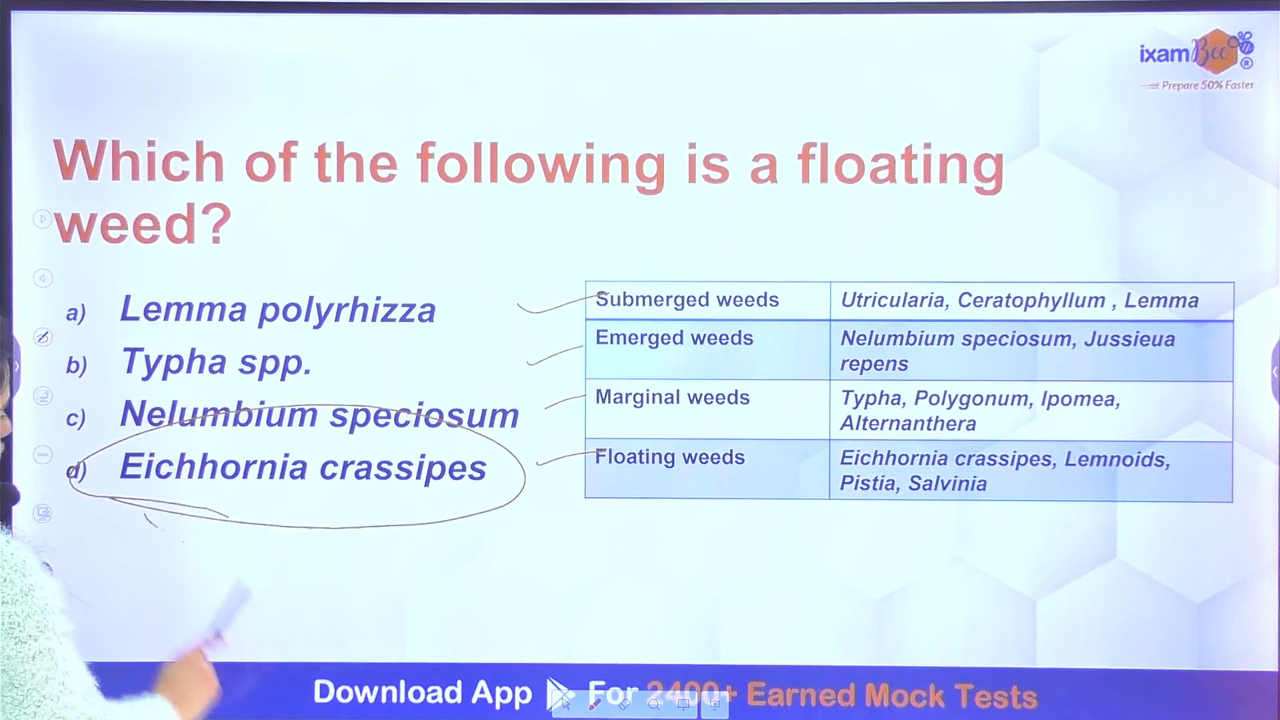 ixamBee
Prepare 50% Faster
Which of the following is a floating
weed?
a) Lemma polyrhizza
b) Typha spp.
c) Nelumbium speciosum
d) Eichhornia crassipes
Submerged weeds Utricularia, Ceratophyllum , Lemma
Emerged weeds Nelumbium speciosum, Jussieua
repens
Marginal weeds Typha, Polygonum, Ipomea,
Alternanthera
Floating weeds Eichhornia crassipes, Lemnoids,
Pistia, Salvinia
Download App For 2400+ Earned Mock Tests